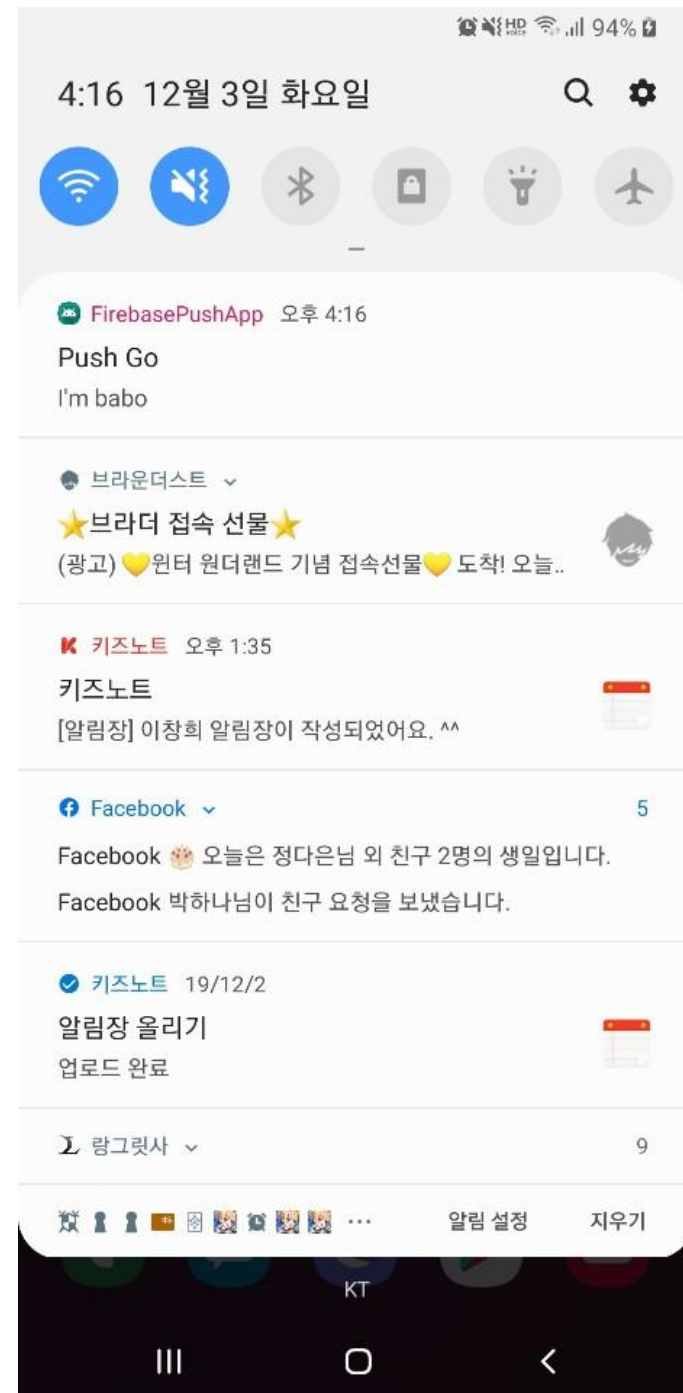 HD voice 94%
4:16 12월 3일 화요일
FirebasePushApp 오후 4:16
Push Go
I'm babo
브라운더스트
⭐브라더 접속 선물⭐
(광고) 💛윈터 원더랜드 기념 접속선물💛 도착! 오늘..
키즈노트 오후 1:35
키즈노트
[알림장] 이창희 알림장이 작성되었어요. ^^
Facebook 5
Facebook 🎂 오늘은 정다은님 외 친구 2명의 생일입니다.
Facebook 박하나님이 친구 요청을 보냈습니다.
키즈노트 19/12/2
알림장 올리기
업로드 완료
랑그릿사 9
... 알림 설정 지우기
KT